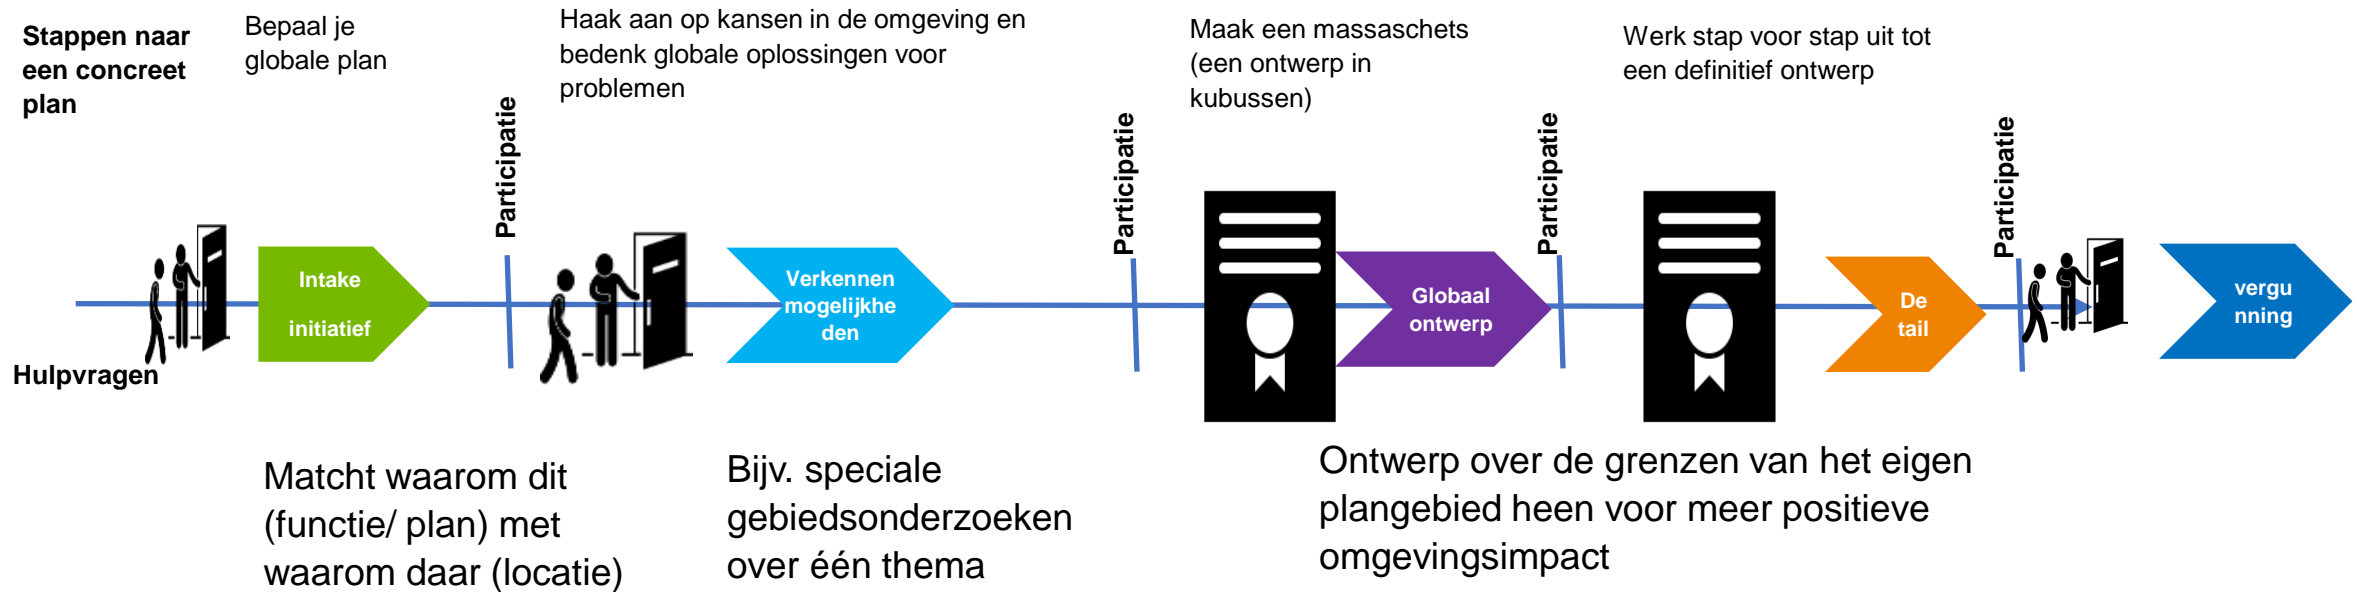 Stappen naar
een concreet
plan
Bepaal je
globale plan
Haak aan op kansen in de omgeving en
bedenk globale oplossingen voor
problemen
Maak een massaschets
(een ontwerp in
kubussen)
Werk stap voor stap uit tot
een definitief ontwerp
Participatie
Participatie
Participatie
Participatie
Intake
initiatief
Verkennen
mogelijkhe
den
Globaal
ontwerp
De
tail
vergu
nning
Hulpvragen
Matcht waarom dit
(functie/ plan) met
waarom daar (locatie)
Bijv. speciale
gebiedsonderzoeken
over één thema
Ontwerp over de grenzen van het eigen
plangebied heen voor meer positieve
omgevingsimpact